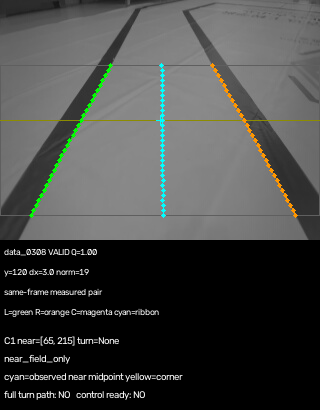 data_0308 VALID Q=1.00
y=120 dx=3.0 norm=19
same-frame measured pair
L=green R=orange C=magenta cyan=ribbon
C1 near=[65, 215] turn=None
near_field_only
cyan=observed near midpoint yellow=corner
full turn path: NO control ready: NO